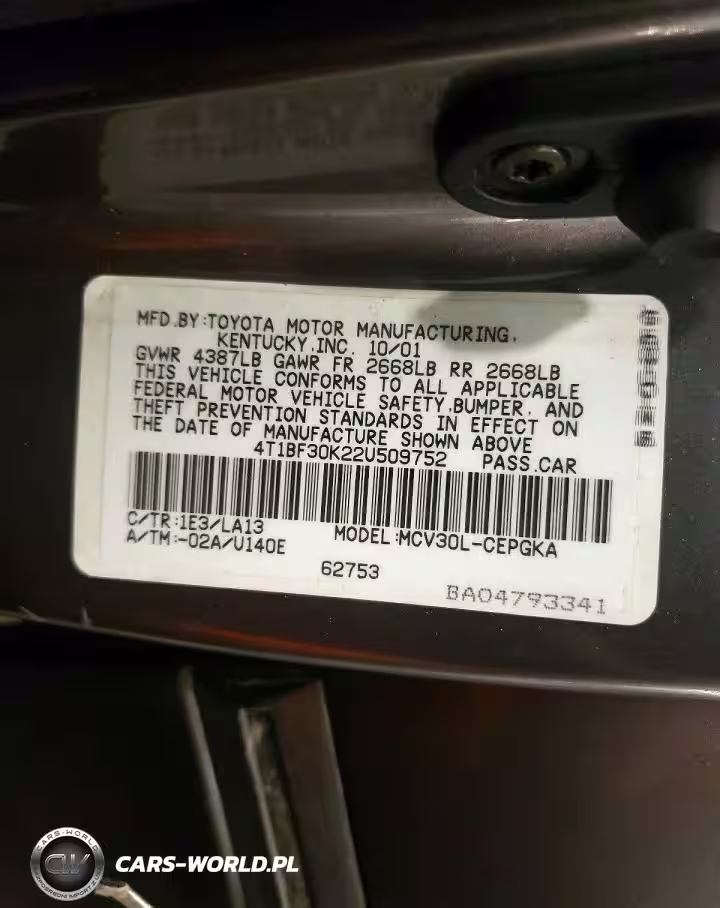 MFD.BY:TOYOTA MOTOR MANUFACTURING,
KENTUCKY,INC. 10/01
GVWR 4387LB GAWR FR 2668LB RR 2668LB
THIS VEHICLE CONFORMS TO ALL APPLICABLE
FEDERAL MOTOR VEHICLE SAFETY,BUMPER, AND
THEFT PREVENTION STANDARDS IN EFFECT ON
THE DATE OF MANUFACTURE SHOWN ABOVE
4T1BF30K22U509752 PASS.CAR
C/TR:1E3/LA13 MODEL:MCV30L-CEPGKA
A/TM:-02A/U140E
62753
BA04793341
CARS-WORLD
CW
CARS-WORLD.PL